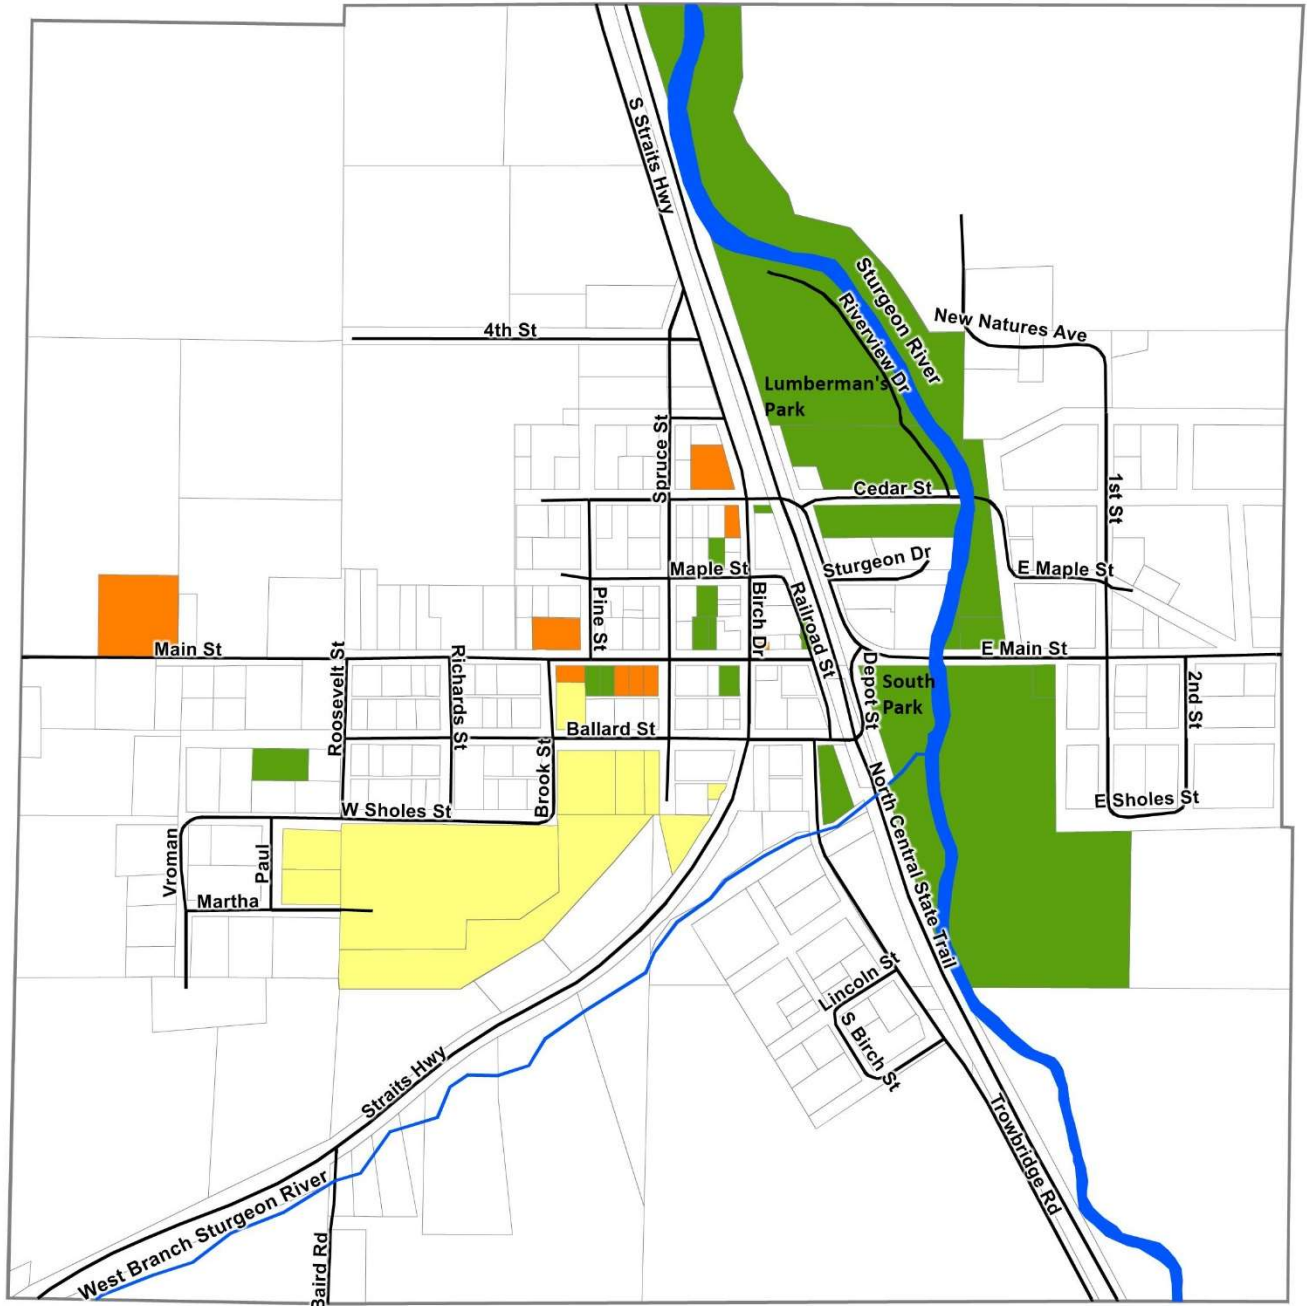 S Straits Hwy
Sturgeon River
Riverview Dr
New Natures Ave
4th St
Lumberman's
Park
Spruce St
Cedar St
1st St
Maple St
Sturgeon Dr
E Maple St
Pine St
Birch Dr
Railroad St
Main St
Roosevelt St
Richards St
E Main St
Depot St
South
Park
2nd St
Ballard St
Brook St
North Central State Trail
W Sholes St
E Sholes St
Vroman
Paul
Martha
Lincoln St
S Birch St
Straits Hwy
Trowbridge Rd
West Branch Sturgeon River
Baird Rd